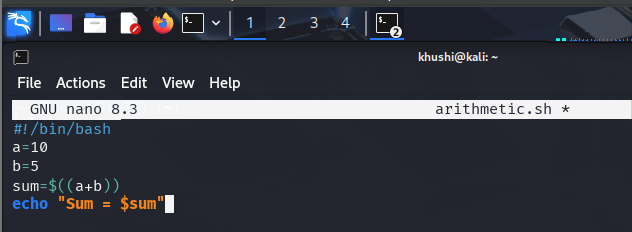 1 2 3 4 2
khushi@kali: ~
File Actions Edit View Help
GNU nano 8.3 arithmetic.sh *
#!/bin/bash
a=10
b=5
sum=$((a+b))
echo "Sum = $sum"